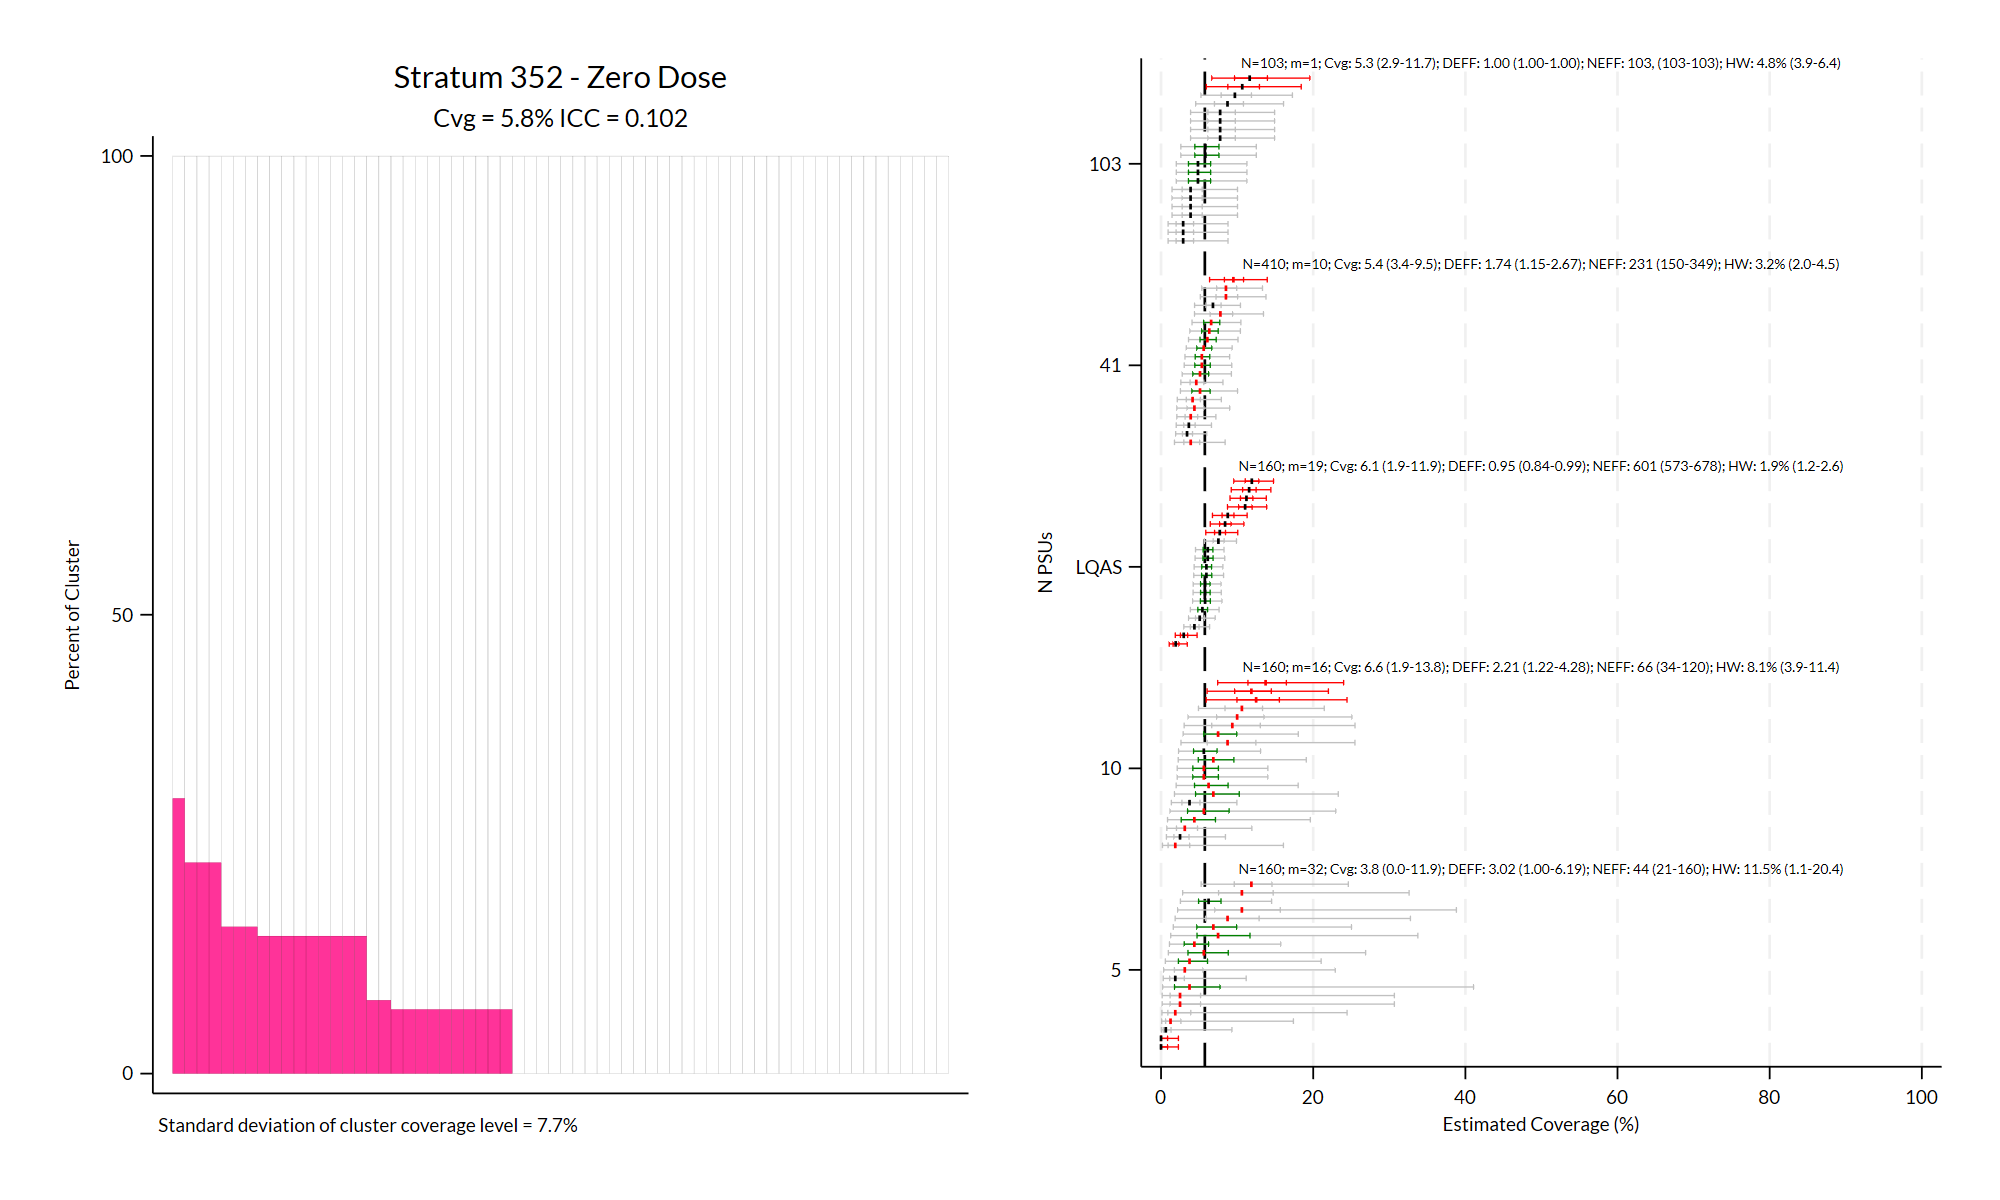 Stratum 352 - Zero Dose
Cvg = 5.8% ICC = 0.102
100
50
0
Percent of Cluster
Standard deviation of cluster coverage level = 7.7%
N=103; m=1; Cvg: 5.3 (2.9-11.7); DEFF: 1.00 (1.00-1.00); NEFF: 103, (103-103); HW: 4.8% (3.9-6.4)
103
N=410; m=10; Cvg: 5.4 (3.4-9.5); DEFF: 1.74 (1.15-2.67); NEFF: 231 (150-349); HW: 3.2% (2.0-4.5)
41
N=160; m=19; Cvg: 6.1 (1.9-11.9); DEFF: 0.95 (0.84-0.99); NEFF: 601 (573-678); HW: 1.9% (1.2-2.6)
LQAS
N=160; m=16; Cvg: 6.6 (1.9-13.8); DEFF: 2.21 (1.22-4.28); NEFF: 66 (34-120); HW: 8.1% (3.9-11.4)
10
N=160; m=32; Cvg: 3.8 (0.0-11.9); DEFF: 3.02 (1.00-6.19); NEFF: 44 (21-160); HW: 11.5% (1.1-20.4)
5
N PSUs
0 20 40 60 80 100
Estimated Coverage (%)